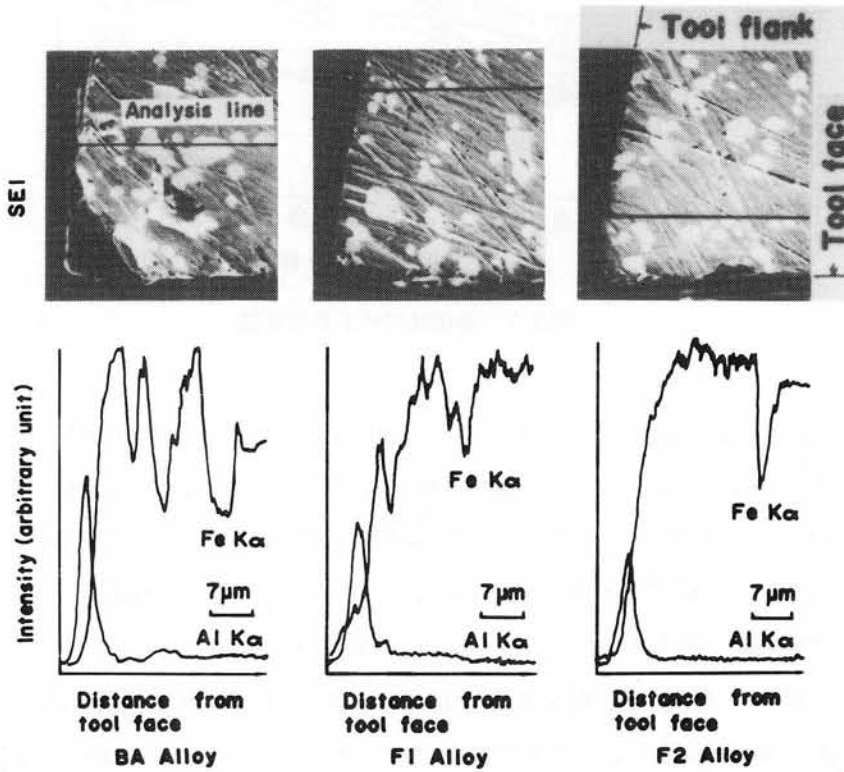 Tool flank
Tool face
Analysis line
SEI
Intensity (arbitrary unit)
Fe Kα
7μm
Al Kα
Distance from
tool face
BA Alloy
Fe Kα
7μm
Al Kα
Distance from
tool face
F1 Alloy
Fe Kα
7μm
Al Kα
Distance from
tool face
F2 Alloy